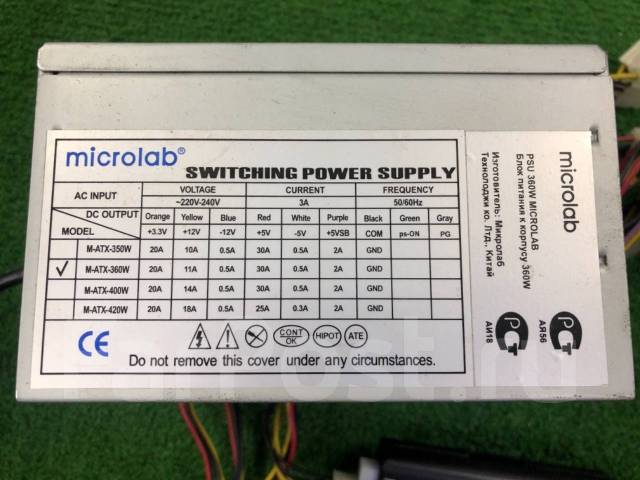 microlab®
SWITCHING POWER SUPPLY
AC INPUT VOLTAGE CURRENT FREQUENCY
~220V-240V 3A 50/60Hz
DC OUTPUT Orange Yellow Blue Red White Purple Black Green Gray
MODEL +3.3V +12V -12V +5V -5V +5VSB COM ps-ON PG
M-ATX-350W 20A 10A 0.5A 30A 0.5A 2A GND
✓ M-ATX-360W 20A 11A 0.5A 30A 0.5A 2A GND
M-ATX-400W 20A 14A 0.5A 30A 0.5A 2A GND
M-ATX-420W 20A 18A 0.5A 25A 0.3A 2A GND
CE CONT OK HIPOT ATE
Do not remove this cover under any circumstances.
microlab
PSU 360W MICROLAB
Блок питания к корпусу 360W
Изготовитель: Микролаб
Технолоджи ко. Лтд., Китай
РСТ
АЯ56
РСТ
АИ18